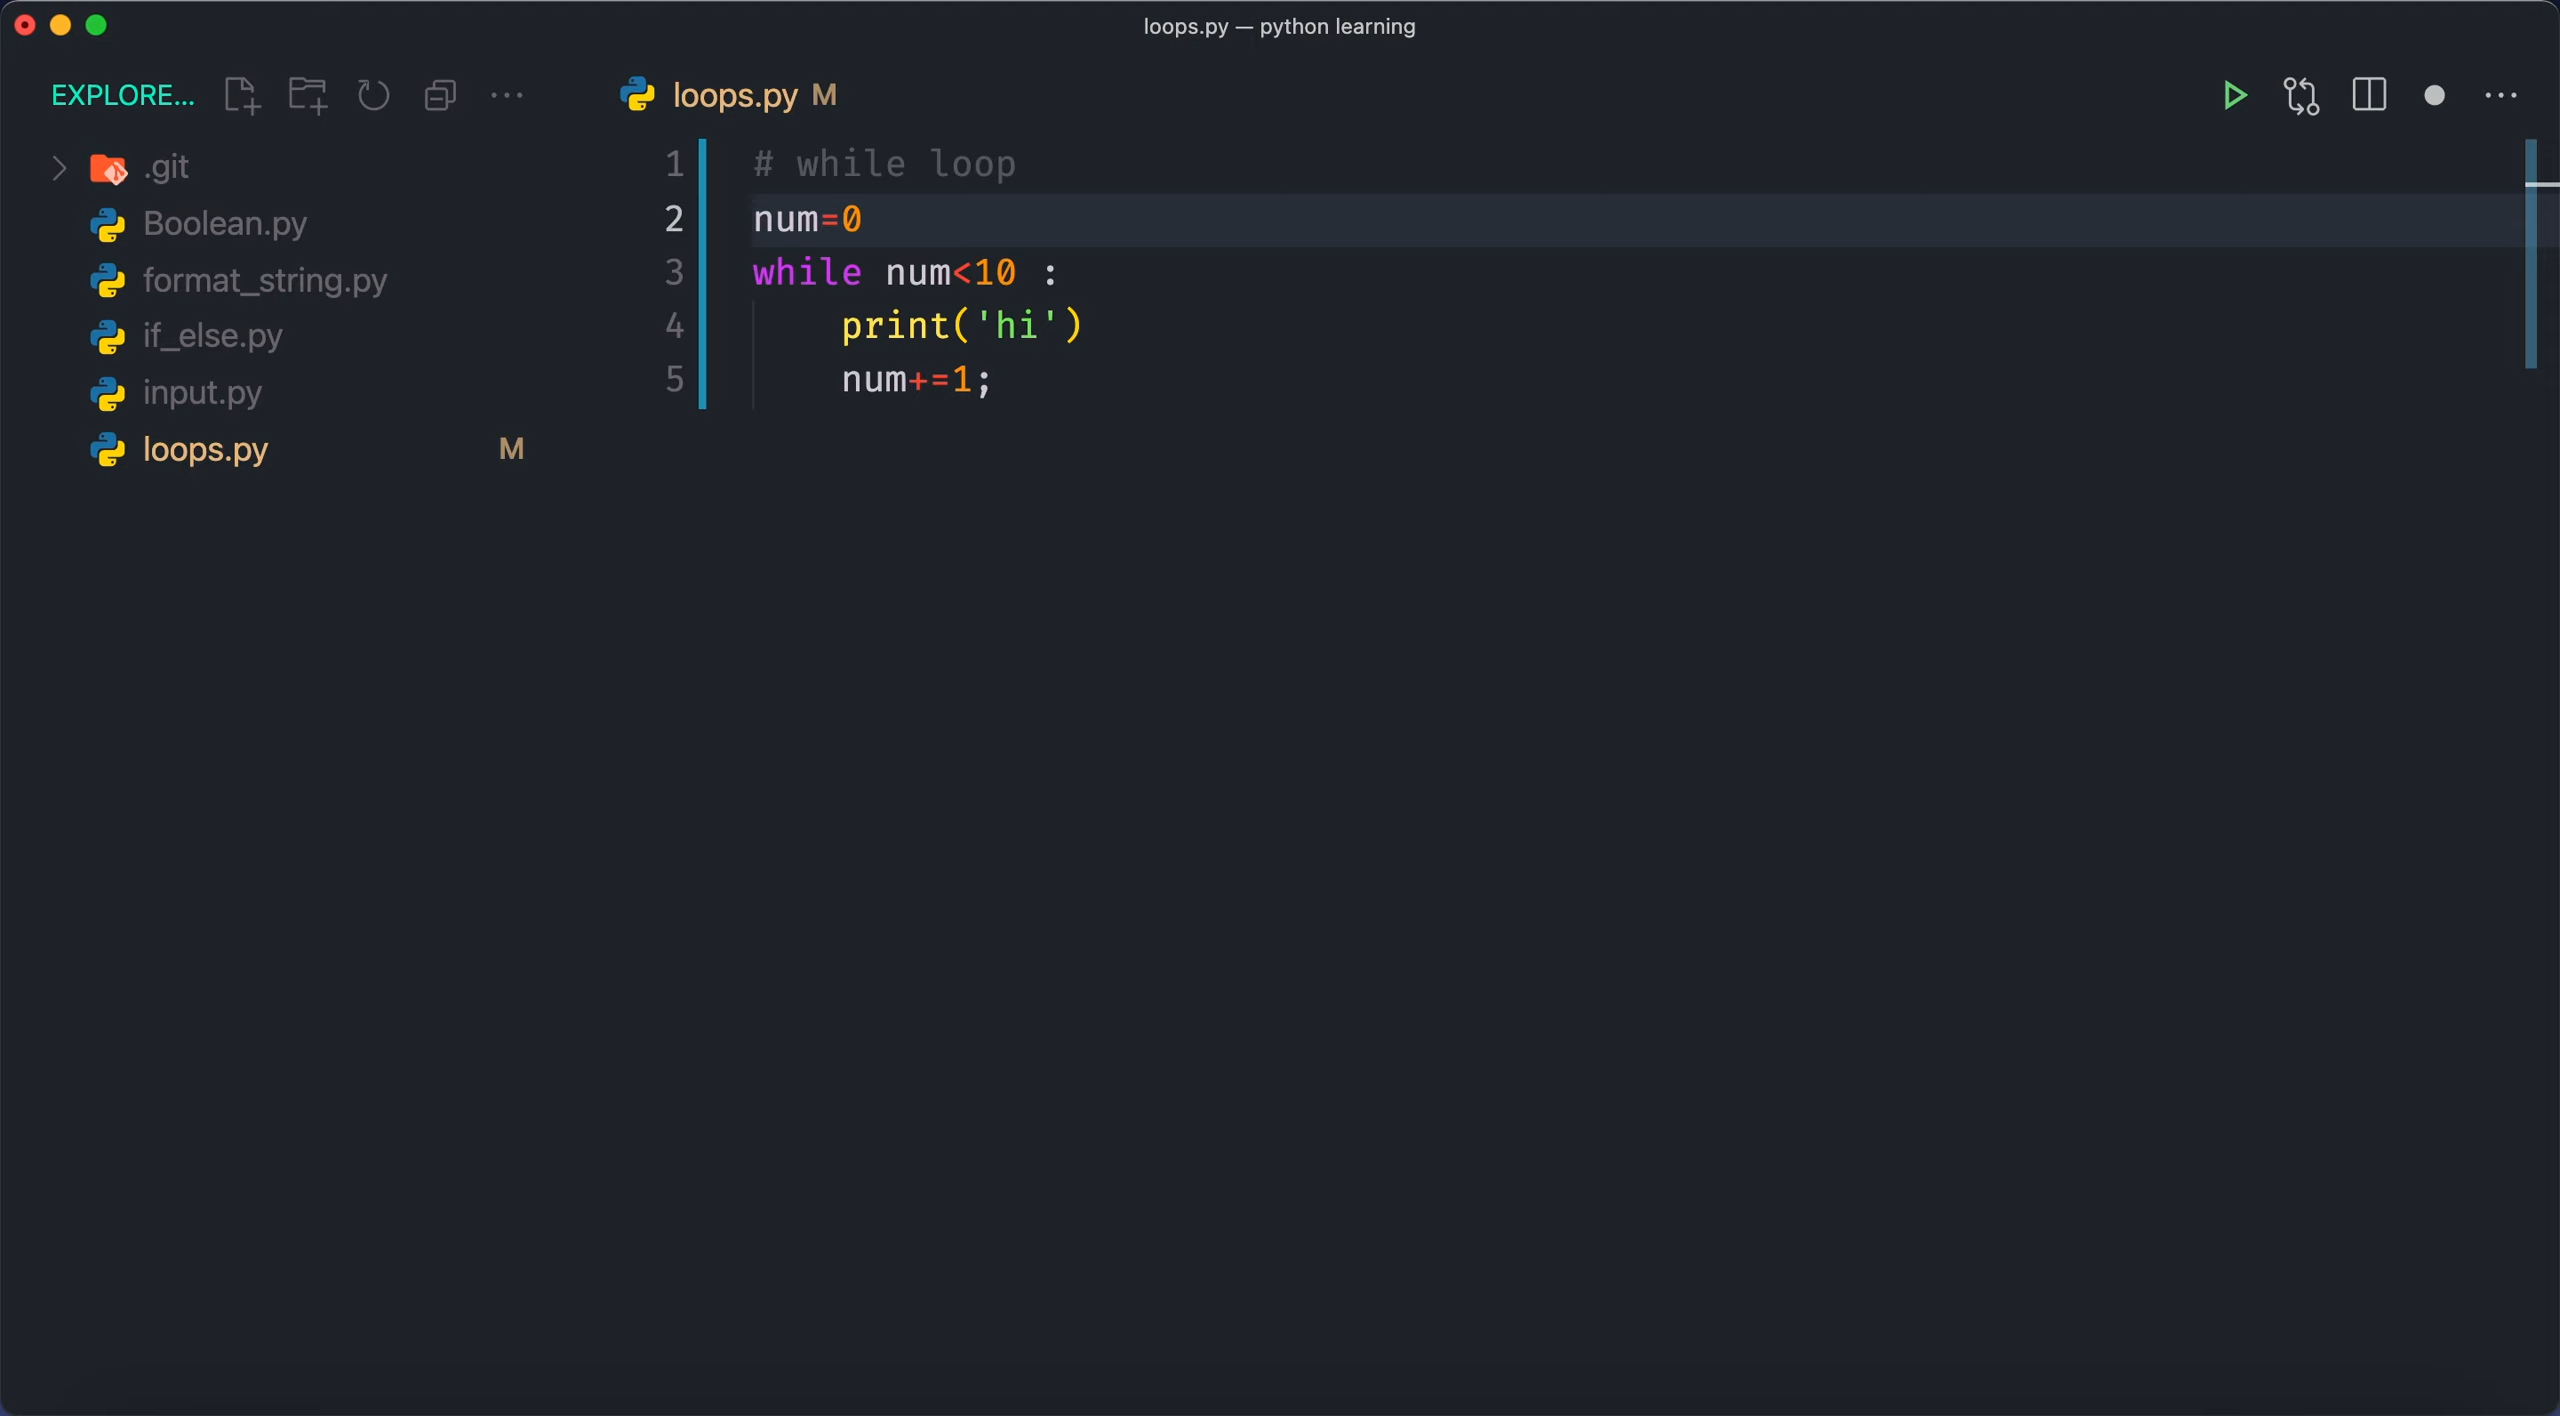 loops.py — python learning
EXPLORE...
loops.py M
.git
Boolean.py
format_string.py
if_else.py
input.py
loops.py M
1 # while loop
2 num=0
3 while num<10 :
4     print('hi')
5     num+=1;